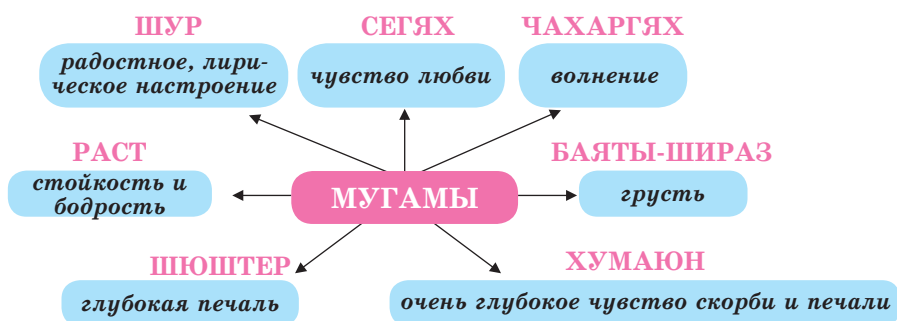 ШУР
радостное, лири-
ческое настроение
СЕГЯХ
чувство любви
ЧАХАРГЯХ
волнение
РАСТ
стойкость и
бодрость
МУГАМЫ
БАЯТЫ-ШИРАЗ
грусть
ШЮШТЕР
глубокая печаль
ХУМАЮН
очень глубокое чувство скорби и печали